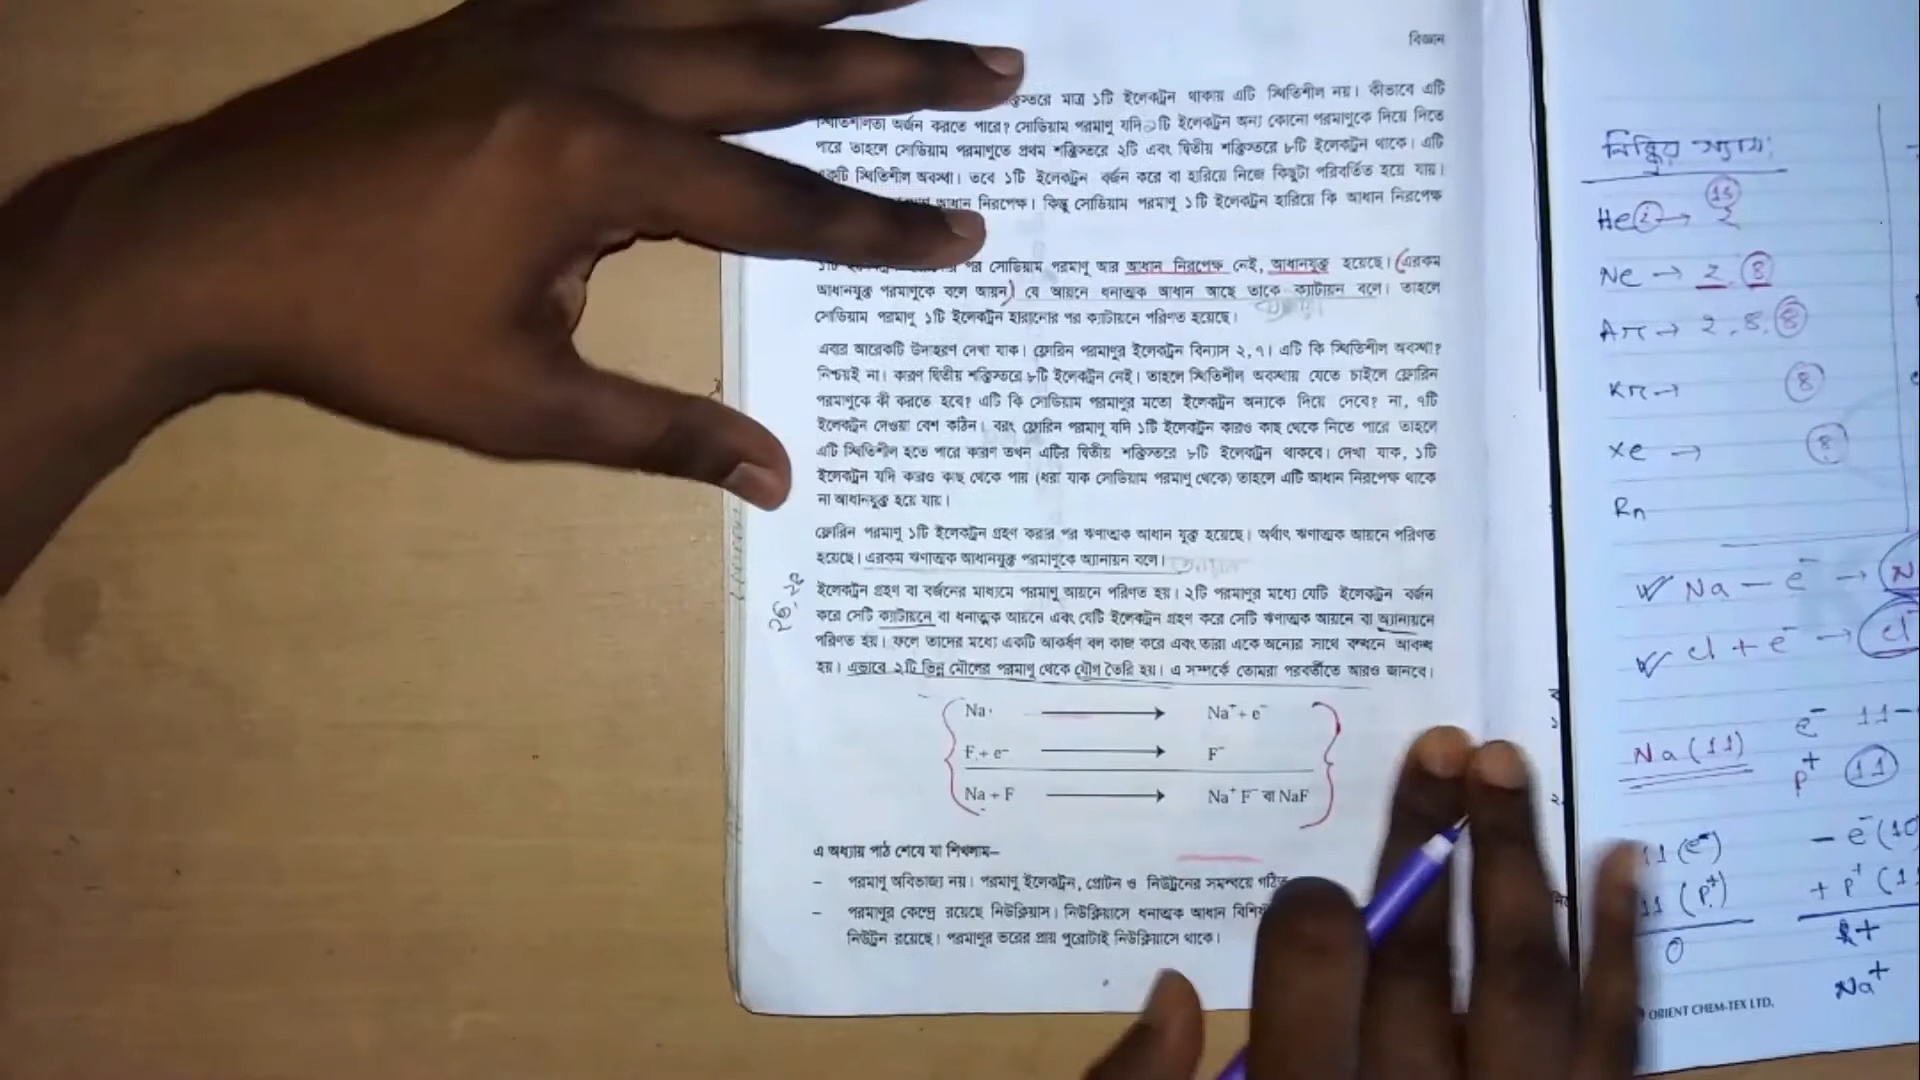 বিজ্ঞান
মাত্র ১টি ইলেকট্রন থাকায় এটি স্থিতিশীল নয়। কীভাবে এটি
অর্জন করতে পারে? সোডিয়াম পরমাণু যদি ১টি ইলেকট্রন অন্য কোনো পরমাণুকে দিয়ে দিতে
পারে তাহলে সোডিয়াম পরমাণুতে প্রথম শক্তিস্তরে ২টি এবং দ্বিতীয় শক্তিস্তরে ৮টি ইলেকট্রন থাকে। এটি
স্থিতিশীল অবস্থা। তবে ১টি ইলেকট্রন বর্জন করে বা হারিয়ে নিজে কিছুটা পরিবর্তিত হয়ে যায়।
আধান নিরপেক্ষ। কিন্তু সোডিয়াম পরমাণু ১টি ইলেকট্রন হারিয়ে কি আধান নিরপেক্ষ
পর সোডিয়াম পরমাণু আর আধান নিরপেক্ষ নেই, আধানযুক্ত হয়েছে। এরকম
আধানযুক্ত পরমাণুকে বলে আয়ন। যে আয়নে ধনাত্মক আধান আছে তাকে ক্যাটায়ন বলে। তাহলে
সোডিয়াম পরমাণু ১টি ইলেকট্রন হারানোর পর ক্যাটায়নে পরিণত হয়েছে।
এবার আরেকটি উদাহরণ দেখা যাক। ফ্লোরিন পরমাণুর ইলেকট্রন বিন্যাস ২, ৭। এটি কি স্থিতিশীল অবস্থা?
নিশ্চয়ই না। কারণ দ্বিতীয় শক্তিস্তরে ৮টি ইলেকট্রন নেই। তাহলে স্থিতিশীল অবস্থায় যেতে চাইলে ফ্লোরিন
পরমাণুকে কী করতে হবে? এটি কি সোডিয়াম পরমাণুর মতো ইলেকট্রন অন্যকে দিয়ে দেবে? না, ৭টি
ইলেকট্রন দেওয়া বেশ কঠিন। বরং ফ্লোরিন পরমাণু যদি ১টি ইলেকট্রন কারও কাছ থেকে নিতে পারে তাহলে
এটি স্থিতিশীল হতে পারে কারণ তখন এটির দ্বিতীয় শক্তিস্তরে ৮টি ইলেকট্রন থাকবে। দেখা যাক, ১টি
ইলেকট্রন যদি কারও কাছ থেকে পায় (ধরা যাক সোডিয়াম পরমাণু থেকে) তাহলে এটি আধান নিরপেক্ষ থাকে
না আধানযুক্ত হয়ে যায়।
ফ্লোরিন পরমাণু ১টি ইলেকট্রন গ্রহণ করার পর ঋণাত্মক আধান যুক্ত হয়েছে। অর্থাৎ ঋণাত্মক আয়নে পরিণত
হয়েছে। এরকম ঋণাত্মক আধানযুক্ত পরমাণুকে অ্যানায়ন বলে।
ইলেকট্রন গ্রহণ বা বর্জনের মাধ্যমে পরমাণু আয়নে পরিণত হয়। ২টি পরমাণুর মধ্যে যেটি ইলেকট্রন বর্জন
করে সেটি ক্যাটায়নে বা ধনাত্মক আয়নে এবং যেটি ইলেকট্রন গ্রহণ করে সেটি ঋণাত্মক আয়নে বা অ্যানায়নে
পরিণত হয়। ফলে তাদের মধ্যে একটি আকর্ষণ বল কাজ করে এবং তারা একে অন্যের সাথে বন্ধনে আবদ্ধ
হয়। এভাবে ২টি ভিন্ন মৌলের পরমাণু থেকে যৌগ তৈরি হয়। এ সম্পর্কে তোমরা পরবর্তীতে আরও জানবে।
Na → Na⁺ + e⁻
F + e⁻ → F⁻
Na + F → Na⁺ F⁻ বা NaF
এ অধ্যায় পাঠ শেষে যা শিখলাম–
– পরমাণু অবিভাজ্য নয়। পরমাণু ইলেকট্রন, প্রোটন ও নিউট্রনের সমন্বয়ে গঠিত
– পরমাণুর কেন্দ্রে রয়েছে নিউক্লিয়াস। নিউক্লিয়াসে ধনাত্মক আধান
নিউট্রন রয়েছে। পরমাণুর ভরের প্রায় পুরোটাই নিউক্লিয়াসে থাকে।
নিষ্ক্রিয় গ্যাস:
He 2 → 2
Ne → 2, 8
Ar → 2, 8, 8
Kr → 8
Xe → 8
Rn
Na − e⁻ →
Cl + e⁻ → Cl
Na (11) e⁻ 11
p⁺ 11
11 (e⁻) − e⁻ (10
11 (p⁺) + p⁺ (11
0
Na⁺
ORIENT CHEM-TEX LTD.